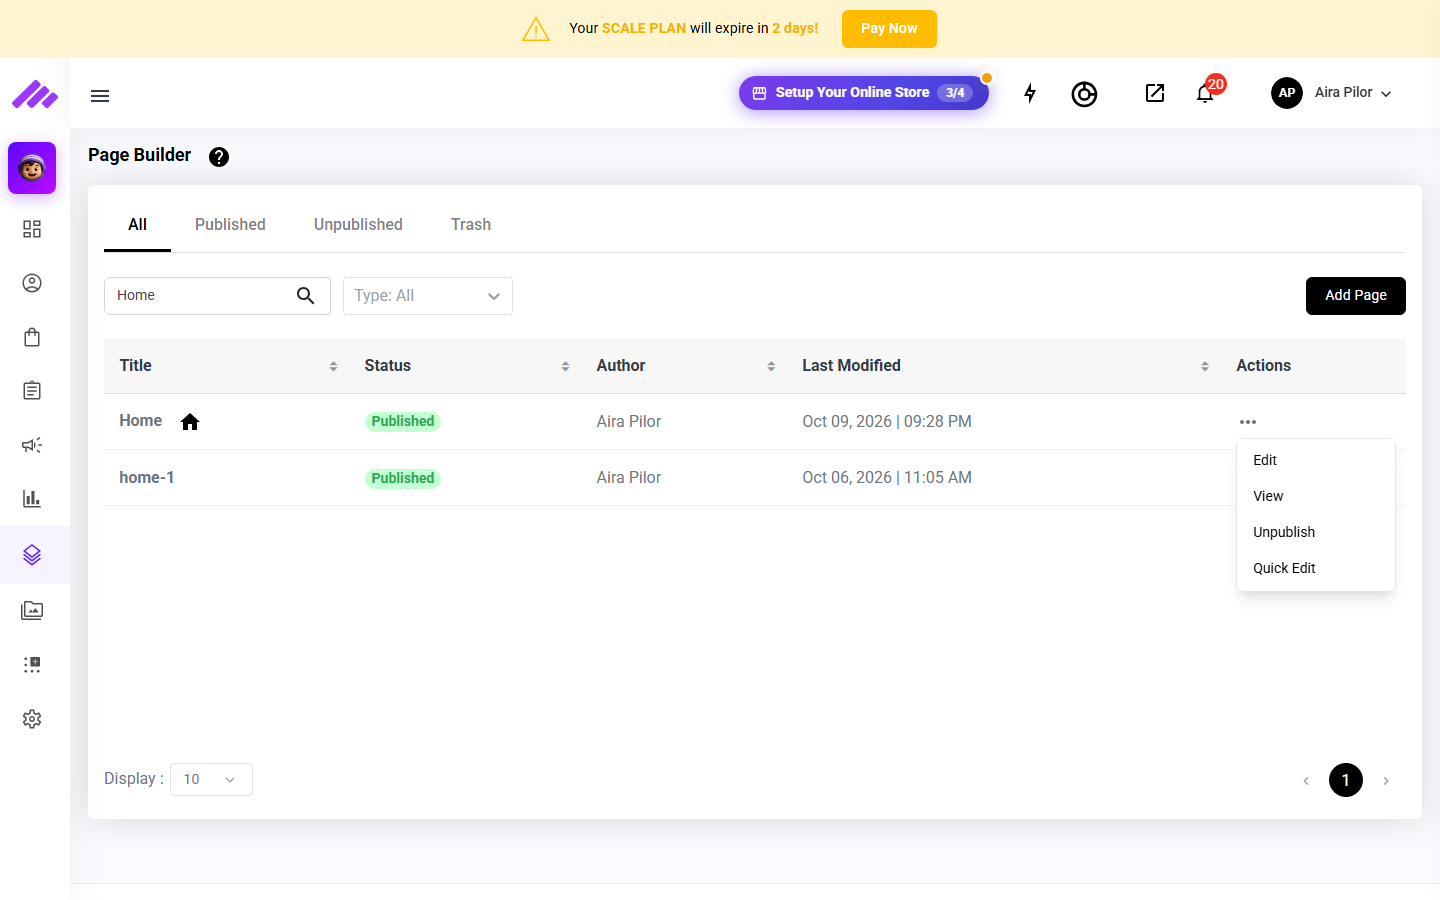 Your SCALE PLAN will expire in 2 days!
Pay Now
Setup Your Online Store 3/4
20
AP
Aira Pilor
Page Builder
All
Published
Unpublished
Trash
Home
Type: All
Add Page
Title
Status
Author
Last Modified
Actions
Home
Published
Aira Pilor
Oct 09, 2026 | 09:28 PM
home-1
Published
Aira Pilor
Oct 06, 2026 | 11:05 AM
Edit
View
Unpublish
Quick Edit
Display :
10
1